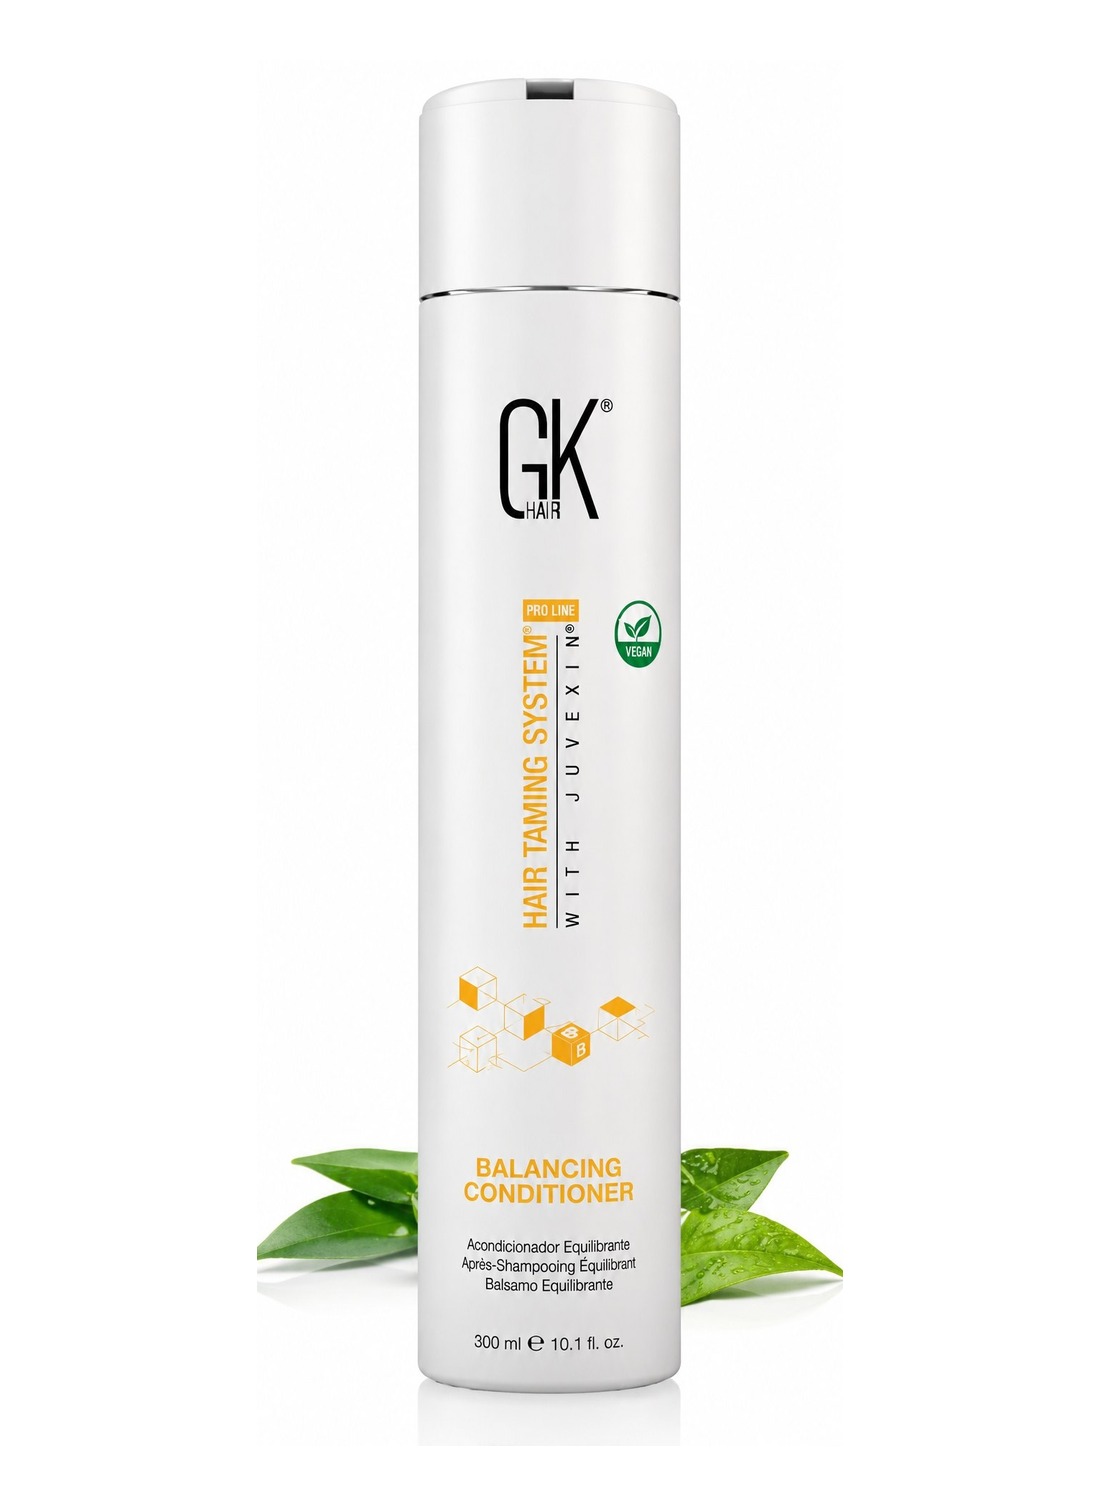 GK®
HAIR
PRO LINE
HAIR TAMING SYSTEM®
WITH JUVEXIN®
VEGAN
B
B
BALANCING
CONDITIONER
Acondicionador Equilibrante
Après-Shampooing Équilibrant
Balsamo Equilibrante
300 ml ℮ 10.1 fl. oz.